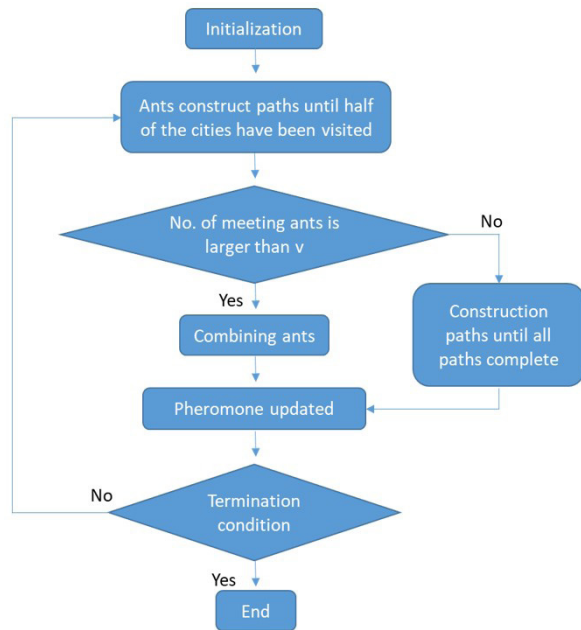 Initialization
Ants construct paths until half
of the cities have been visited
No. of meeting ants is
larger than v
No
Yes
Construction
paths until all
paths complete
Combining ants
Pheromone updated
No
Termination
condition
Yes
End